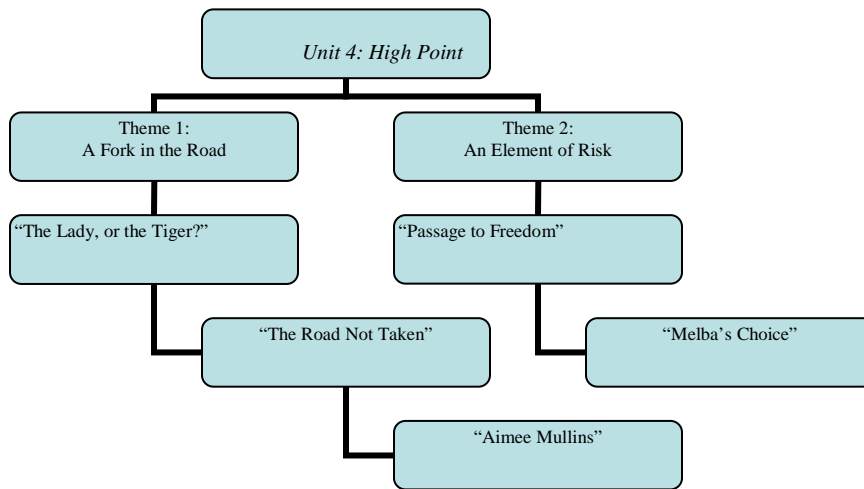 Unit 4: High Point
Theme 1:
A Fork in the Road
Theme 2:
An Element of Risk
“The Lady, or the Tiger?”
“Passage to Freedom”
“The Road Not Taken”
“Melba’s Choice”
“Aimee Mullins”